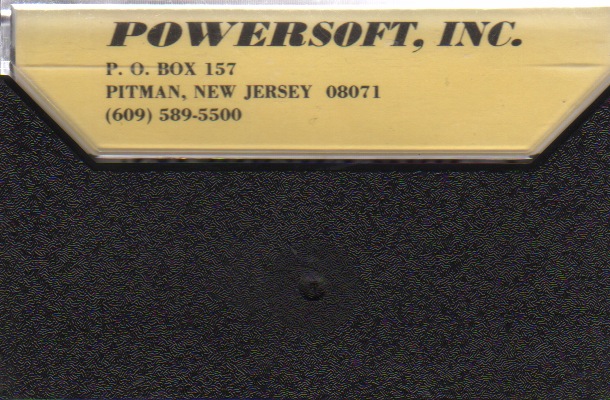 POWERSOFT, INC.
P. O. BOX 157
PITMAN, NEW JERSEY 08071
(609) 589-5500